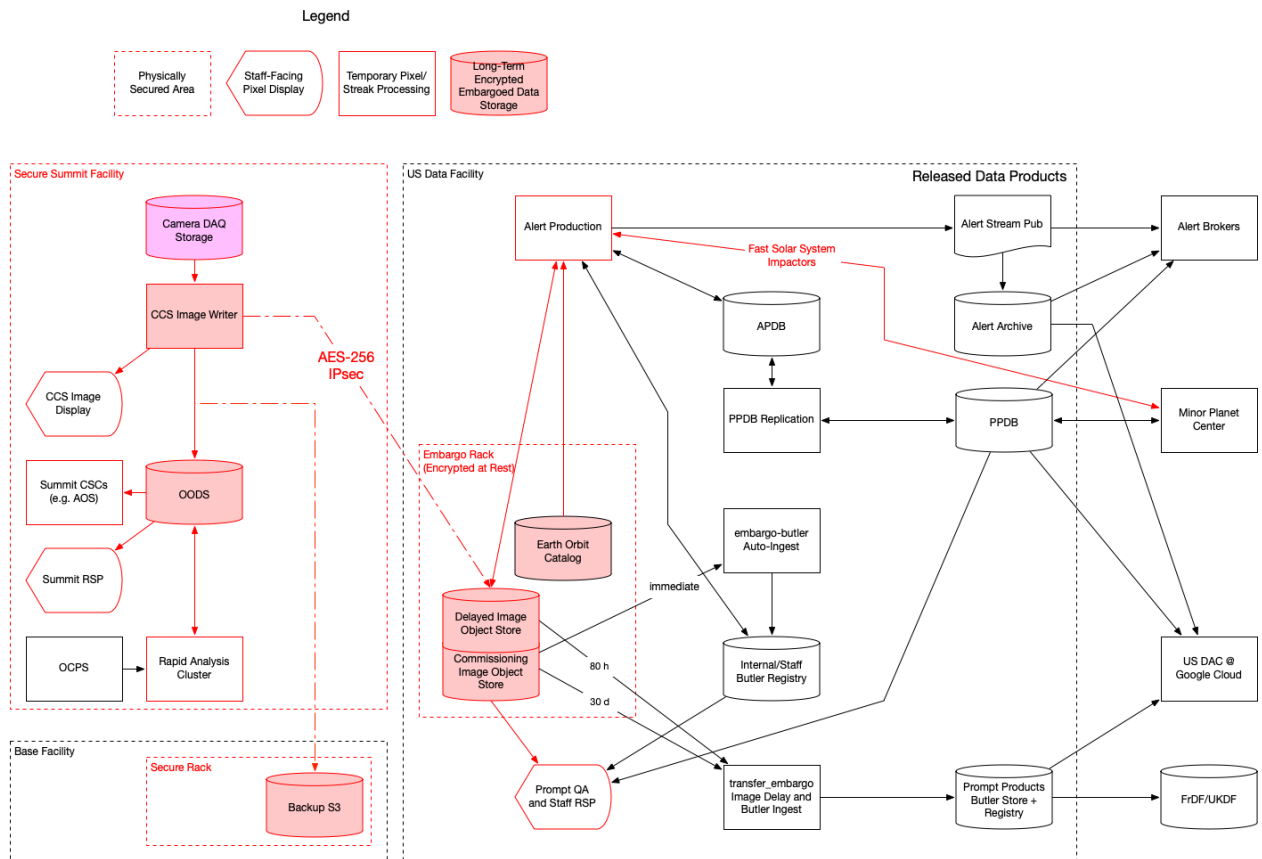 Legend
Physically
Secured Area
Staff-Facing
Pixel Display
Temporary Pixel/
Streak Processing
Long-Term
Encrypted
Embargoed Data
Storage
Secure Summit Facility
Camera DAQ
Storage
CCS Image Writer
CCS Image
Display
Summit CSCs
(e.g. AOS)
OODS
Summit RSP
OCPS
Rapid Analysis
Cluster
AES-256
IPsec
Base Facility
Secure Rack
Backup S3
US Data Facility
Released Data Products
Alert Production
Alert Stream Pub
Alert Brokers
Fast Solar System
Impactors
APDB
Alert Archive
PPDB Replication
PPDB
Minor Planet
Center
Embargo Rack
(Encrypted at Rest)
Earth Orbit
Catalog
embargo-butler
Auto-Ingest
immediate
Delayed Image
Object Store
Commissioning
Image Object
Store
80 h
30 d
Internal/Staff
Butler Registry
US DAC @
Google Cloud
Prompt QA
and Staff RSP
transfer_embargo
Image Delay and
Butler Ingest
Prompt Products
Butler Store +
Registry
FrDF/UKDF